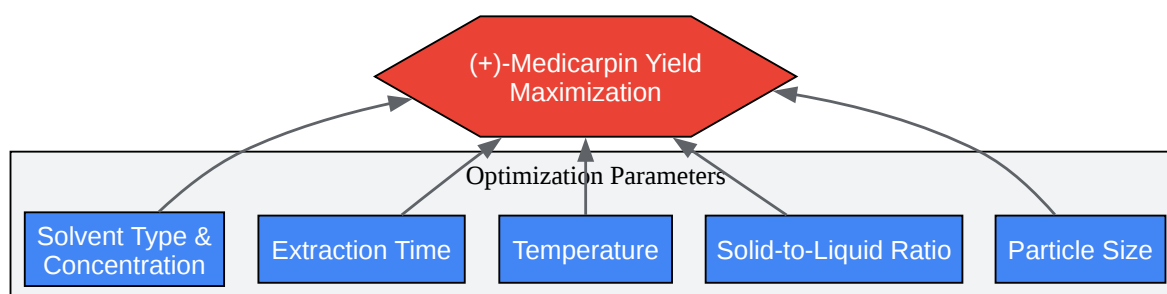 (+)-Medicarpin Yield
Maximization
Optimization Parameters
Solvent Type &
Concentration
Extraction Time
Temperature
Solid-to-Liquid Ratio
Particle Size